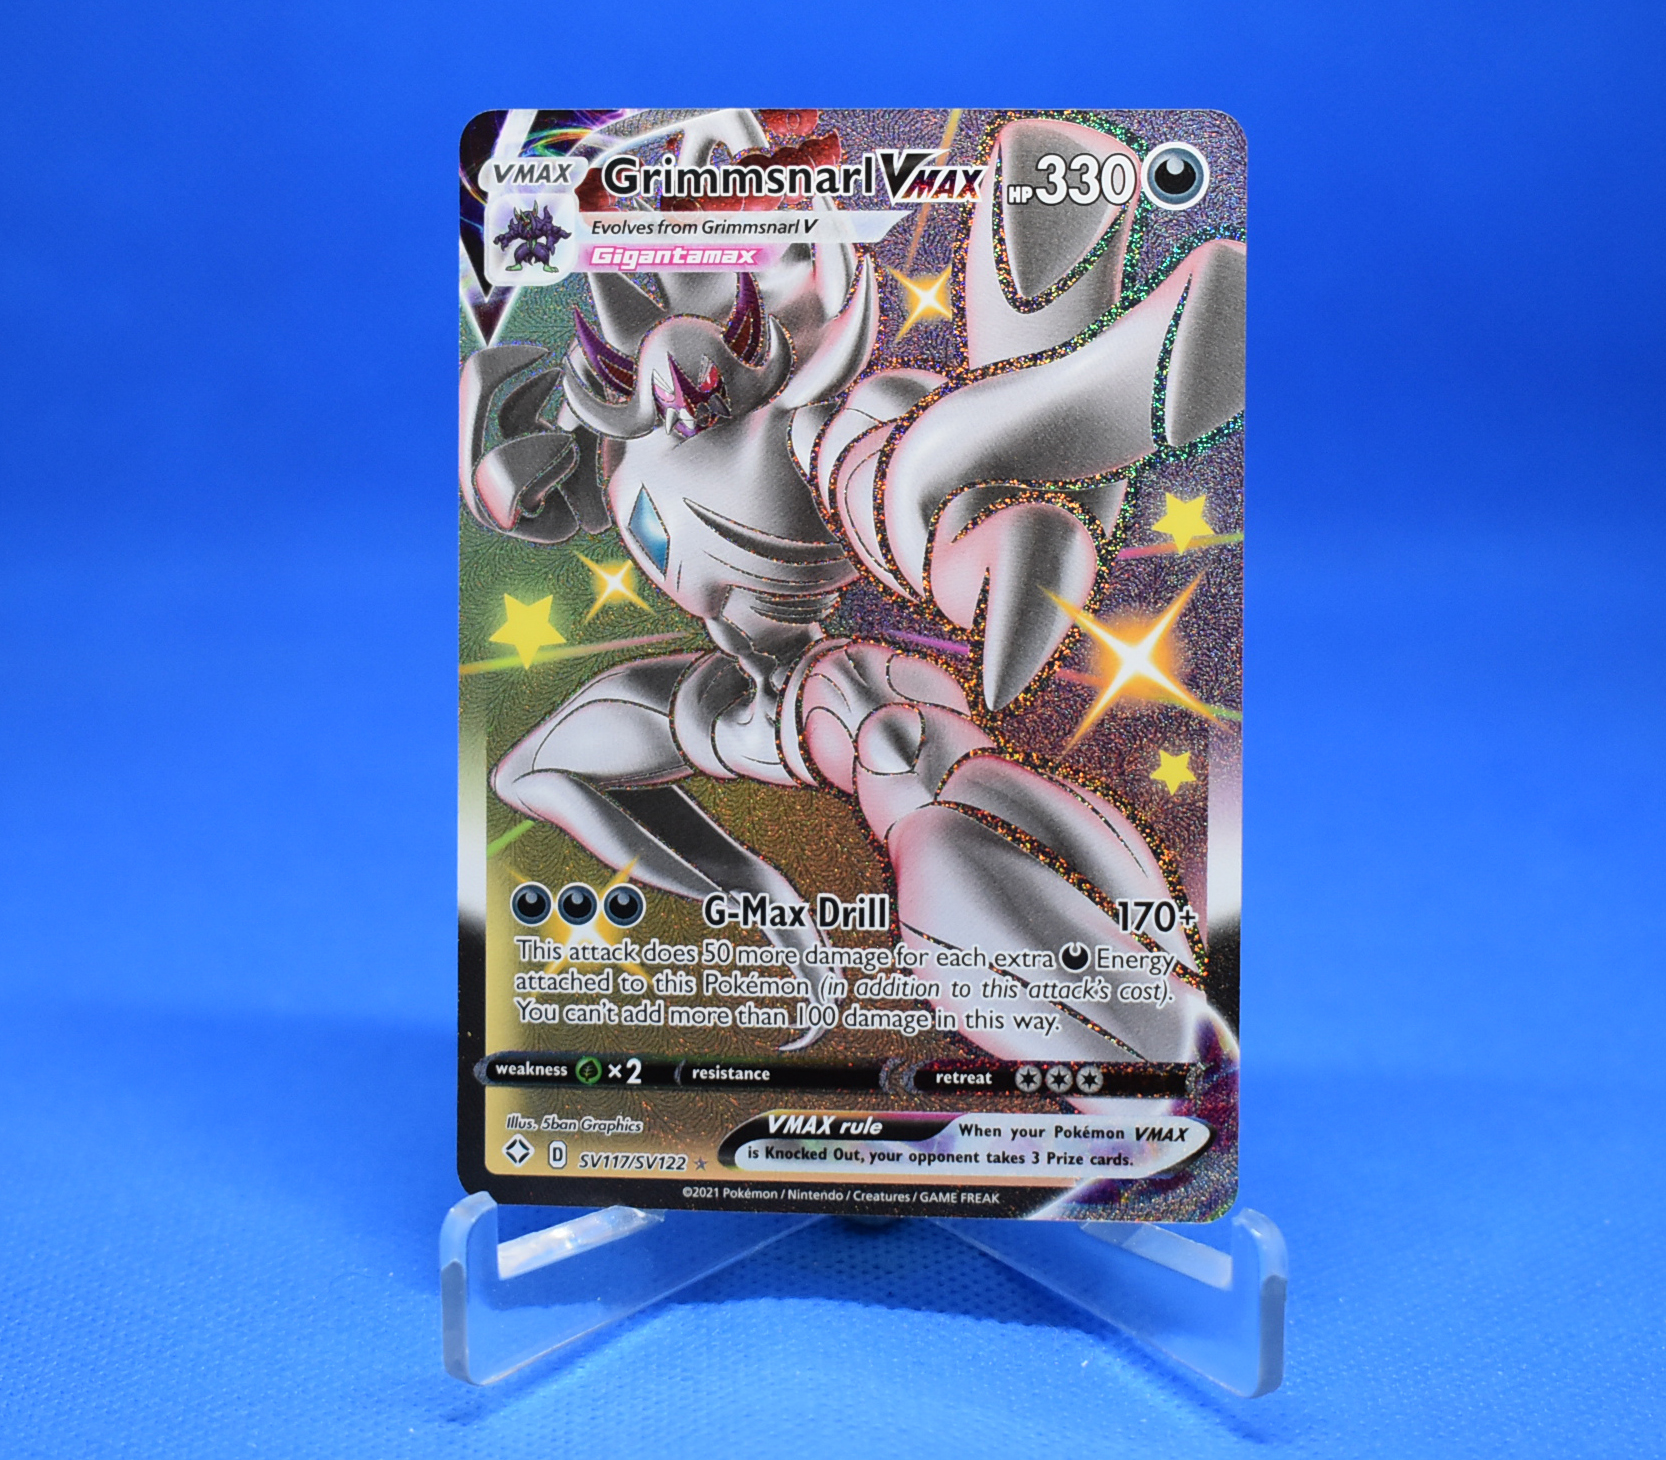 VMAX
Grimmsnarl VMAX HP 330
Evolves from Grimmsnarl V
Gigantamax
G-Max Drill 170+
This attack does 50 more damage for each extra Energy
attached to this Pokémon (in addition to this attack's cost).
You can't add more than 100 damage in this way.
weakness ×2 resistance retreat
Illus. 5ban Graphics
D SV117/SV122
VMAX rule When your Pokémon VMAX
is Knocked Out, your opponent takes 3 Prize cards.
©2021 Pokémon / Nintendo / Creatures / GAME FREAK